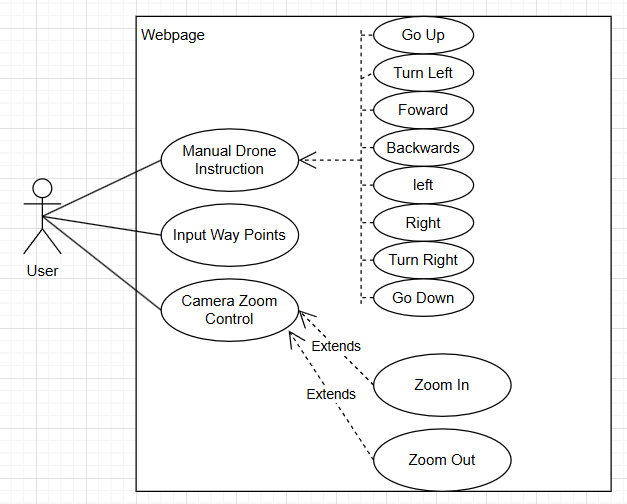 Webpage
Go Up
Turn Left
Foward
Backwards
left
Right
Turn Right
Go Down
Manual Drone
Instruction
Input Way Points
Camera Zoom
Control
User
Extends
Extends
Zoom In
Zoom Out